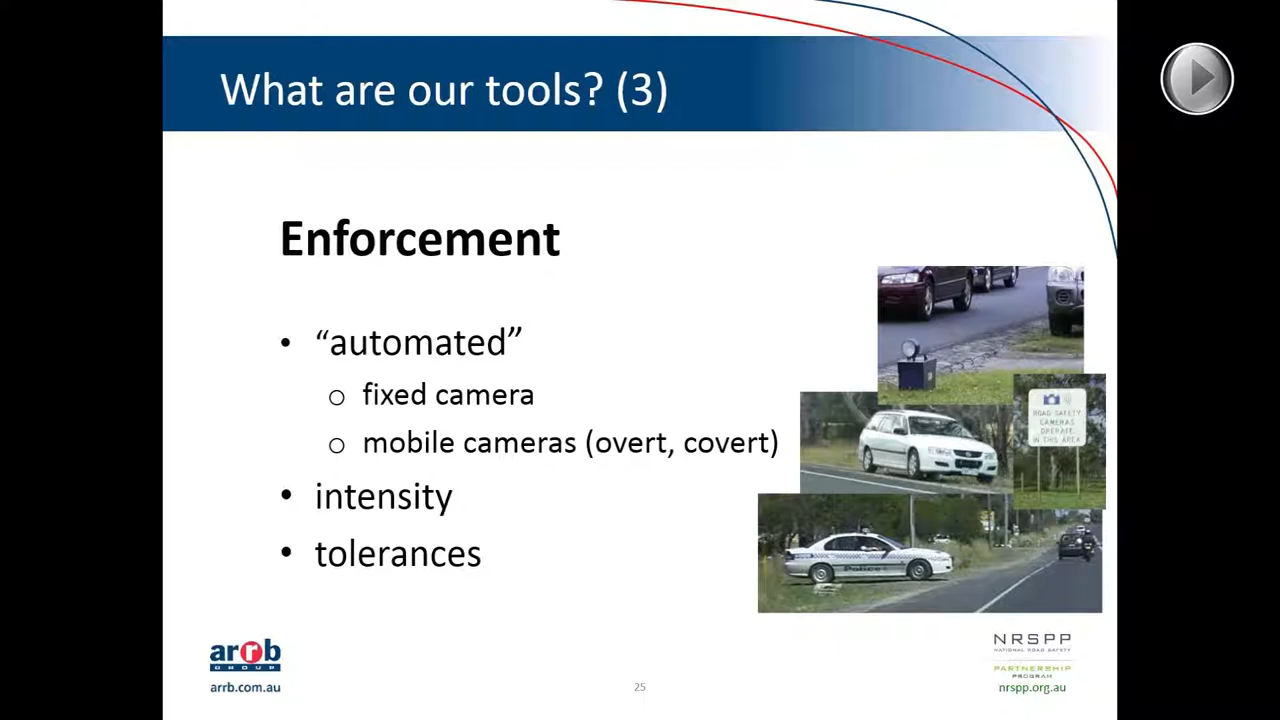 What are our tools? (3)
Enforcement
• “automated”
o fixed camera
o mobile cameras (overt, covert)
• intensity
• tolerances
ROAD SAFETY
CAMERAS
OPERATE
IN THIS AREA
Police
arrb
GROUP
arrb.com.au
25
NRSPP
NATIONAL ROAD SAFETY
PARTNERSHIP
PROGRAM
nrspp.org.au